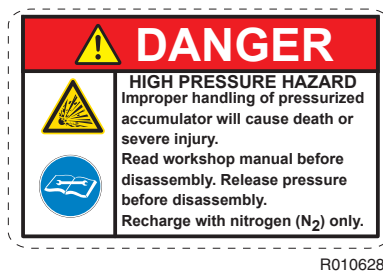 DANGER
HIGH PRESSURE HAZARD
Improper handling of pressurized
accumulator will cause death or
severe injury.
Read workshop manual before
disassembly. Release pressure
before disassembly.
Recharge with nitrogen (N₂) only.
R010628